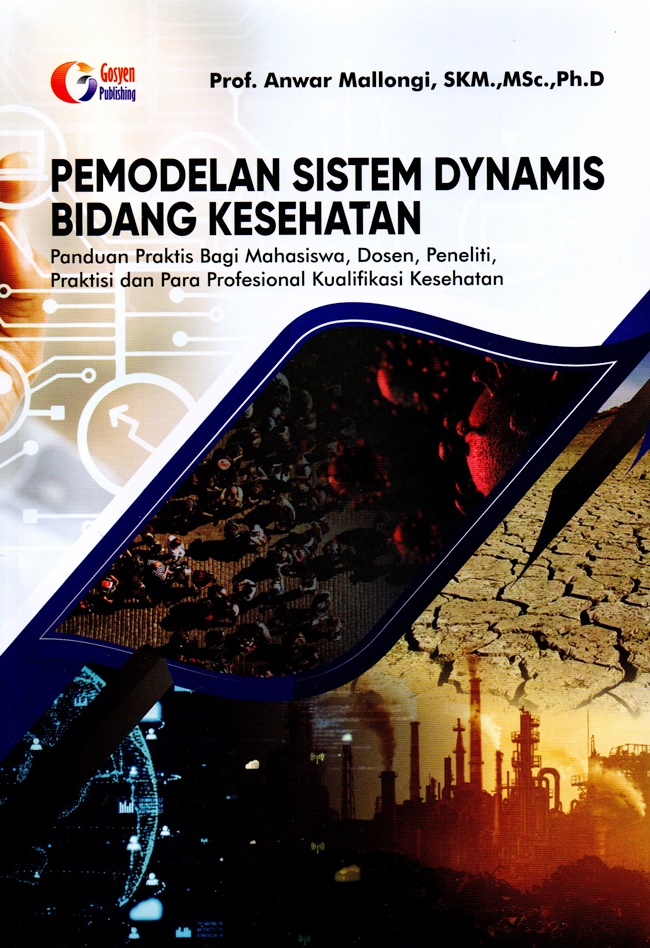 Gosyen
Publishing
Prof. Anwar Mallongi, SKM.,MSc.,Ph.D
PEMODELAN SISTEM DYNAMIS
BIDANG KESEHATAN
Panduan Praktis Bagi Mahasiswa, Dosen, Peneliti,
Praktisi dan Para Profesional Kualifikasi Kesehatan